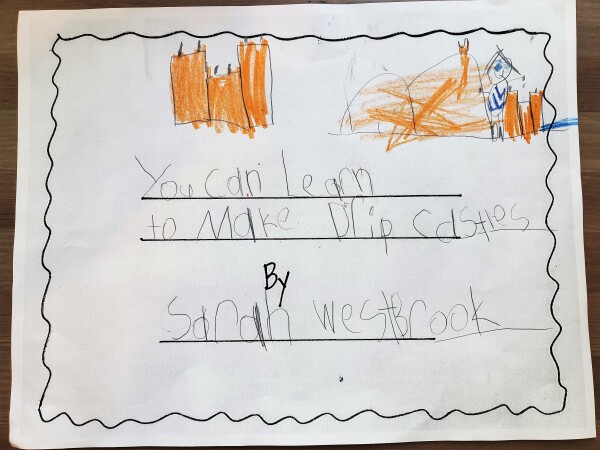 You can Learn
to Make Drip castles
By
Sarah Westbrook